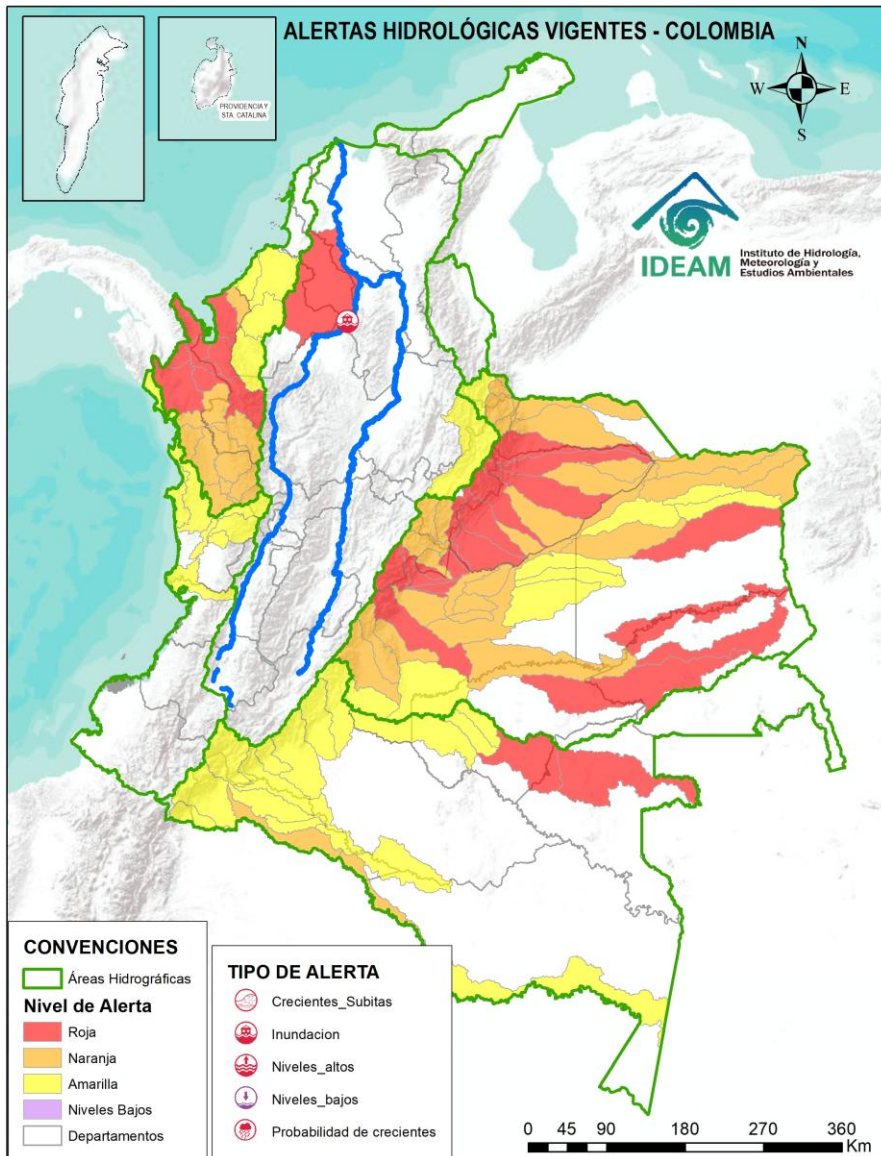 ALERTAS HIDROLÓGICAS VIGENTES - COLOMBIA
PROVIDENCIA Y
STA. CATALINA
N
W
E
S
IDEAM
Instituto de Hidrología,
Meteorología y
Estudios Ambientales
CONVENCIONES
Áreas Hidrográficas
Nivel de Alerta
Roja
Naranja
Amarilla
Niveles Bajos
Departamentos
TIPO DE ALERTA
Crecientes_Subitas
Inundacion
Niveles_altos
Niveles_bajos
Probabilidad de crecientes
0 45 90 180 270 360
Km